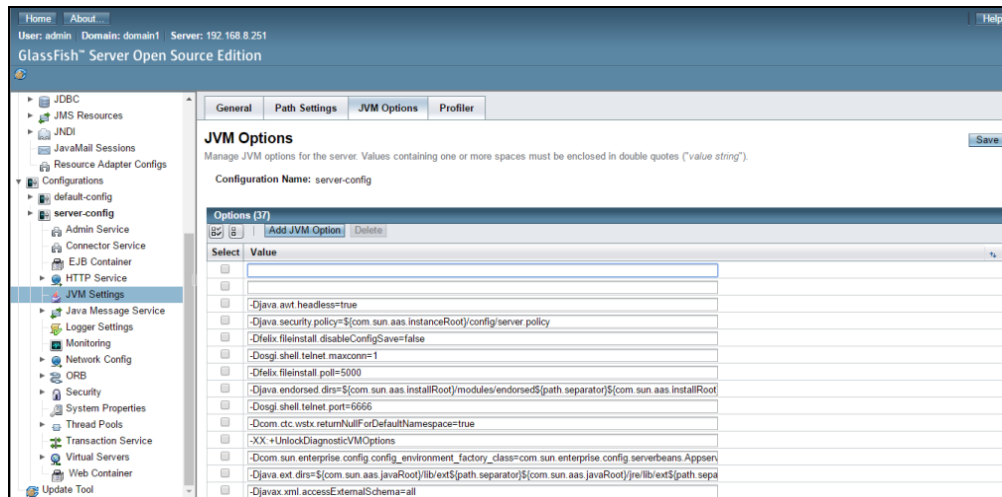 Home About... Help
User: admin Domain: domain1 Server: 192.168.8.251
GlassFish™ Server Open Source Edition
JDBC
JMS Resources
JNDI
JavaMail Sessions
Resource Adapter Configs
Configurations
default-config
server-config
Admin Service
Connector Service
EJB Container
HTTP Service
JVM Settings
Java Message Service
Logger Settings
Monitoring
Network Config
ORB
Security
System Properties
Thread Pools
Transaction Service
Virtual Servers
Web Container
Update Tool
General Path Settings JVM Options Profiler
JVM Options
Save
Manage JVM options for the server. Values containing one or more spaces must be enclosed in double quotes ("value string").
Configuration Name: server-config
Options (37)
Add JVM Option Delete
Select Value
-Djava.awt.headless=true
-Djava.security.policy=${com.sun.aas.instanceRoot}/config/server.policy
-Dfelix.fileinstall.disableConfigSave=false
-Dosgi.shell.telnet.maxconn=1
-Dfelix.fileinstall.poll=5000
-Djava.endorsed.dirs=${com.sun.aas.installRoot}/modules/endorsed${path.separator}${com.sun.aas.installRoot
-Dosgi.shell.telnet.port=6666
-Dcom.ctc.wstx.returnNullForDefaultNamespace=true
-XX:+UnlockDiagnosticVMOptions
-Dcom.sun.enterprise.config.config_environment_factory_class=com.sun.enterprise.config.serverbeans.Appserv
-Djava.ext.dirs=${com.sun.aas.javaRoot}/lib/ext${path.separator}${com.sun.aas.javaRoot}/jre/lib/ext${path.sepa
-Djavax.xml.accessExternalSchema=all